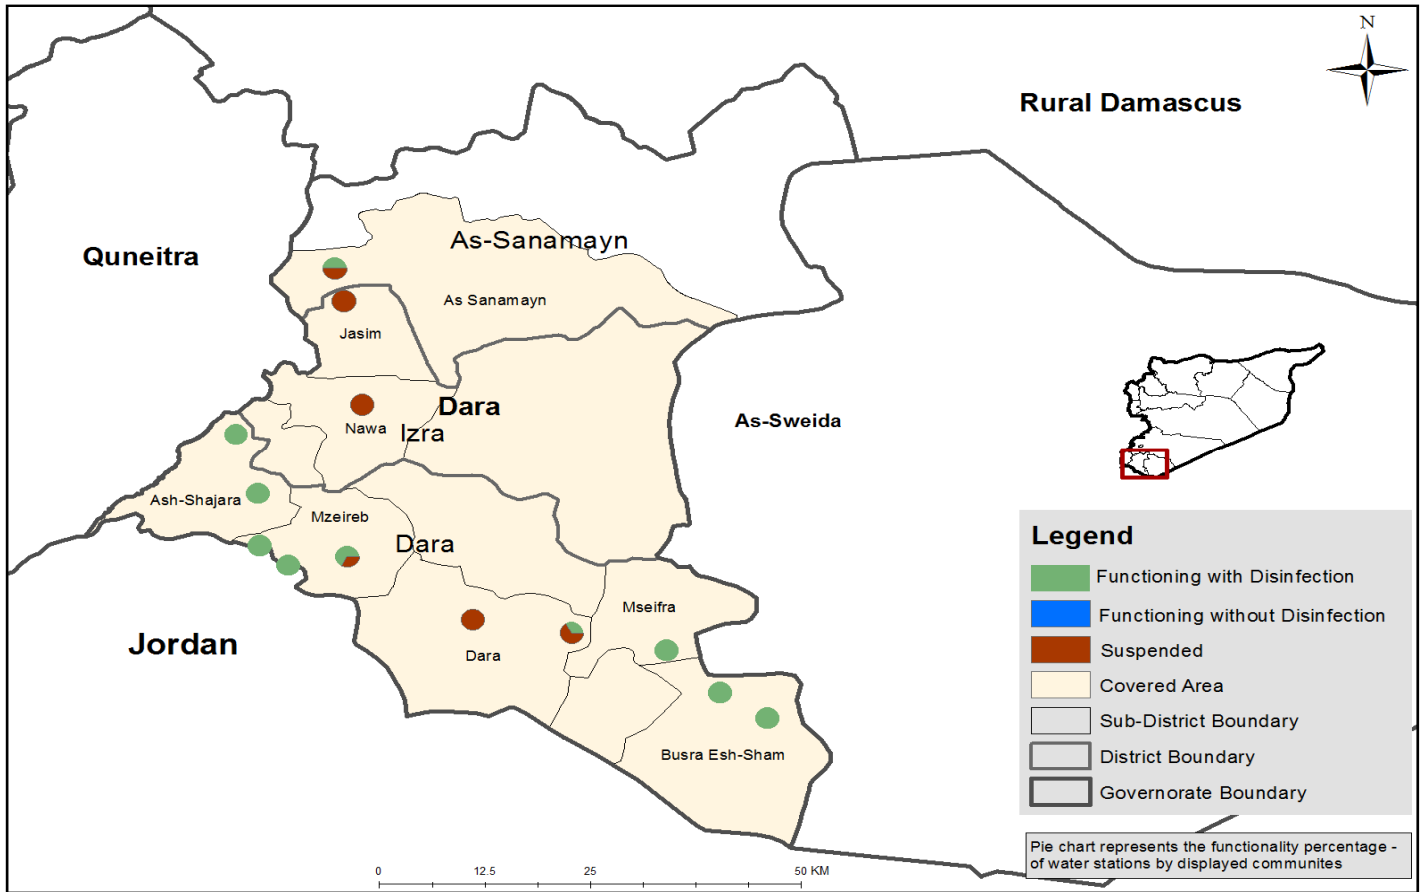 N
Rural Damascus
Quneitra
As-Sanamayn
As Sanamayn
Jasim
Dara
As-Sweida
Nawa
Izra
Ash-Shajara
Mzeireb
Dara
Mseifra
Jordan
Dara
Busra Esh-Sham
Legend
Functioning with Disinfection
Functioning without Disinfection
Suspended
Covered Area
Sub-District Boundary
District Boundary
Governorate Boundary
Pie chart represents the functionality percentage -
of water stations by displayed communites
0 12.5 25 50 KM